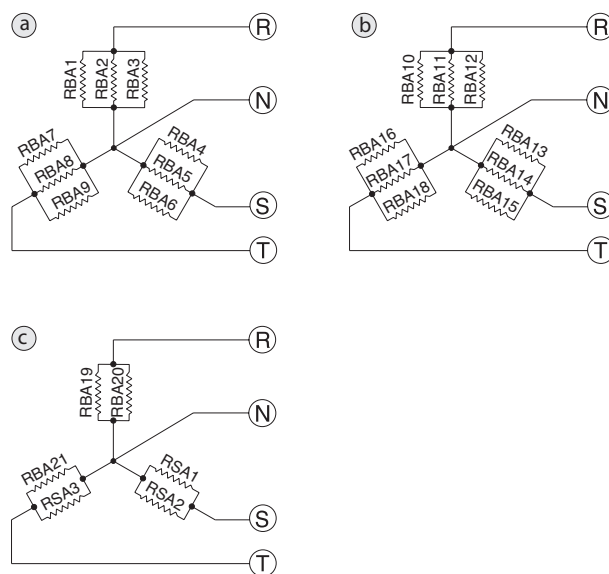 a
R
RBA1
RBA2
RBA3
N
RBA7
RBA8
RBA9
RBA4
RBA5
RBA6
S
T
b
R
RBA10
RBA11
RBA12
N
RBA16
RBA17
RBA18
RBA13
RBA14
RBA15
S
T
c
R
RBA19
RBA20
N
RBA21
RSA3
RSA1
RSA2
S
T